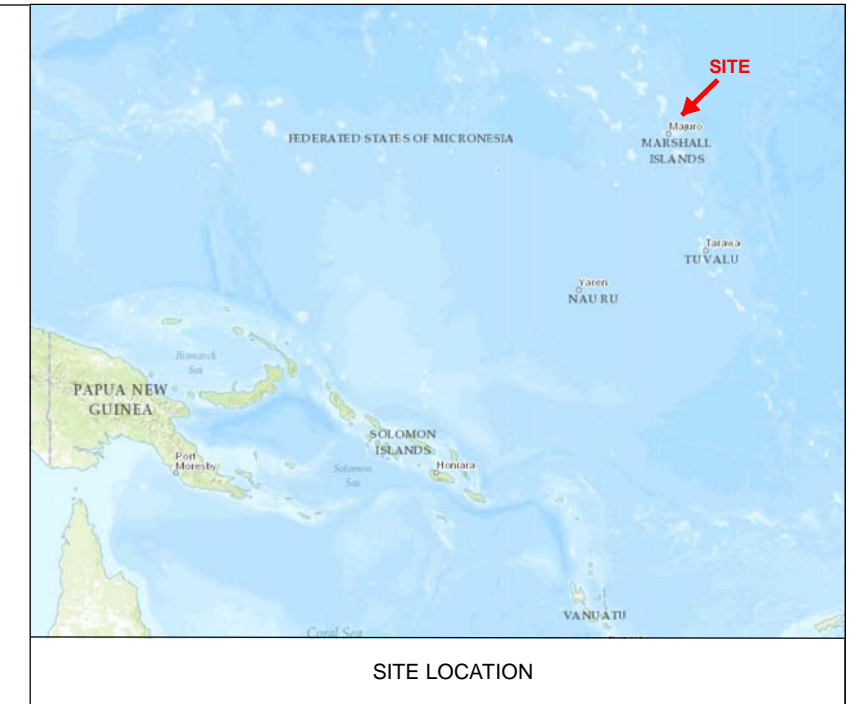 SITE
Majuro
MARSHALL
ISLANDS
FEDERATED STATES OF MICRONESIA
Tarawa
TUVALU
Yaren
NAURU
Bismarck
Sea
PAPUA NEW
GUINEA
SOLOMON
ISLANDS
Port
Moresby
Solomon
Sea
Honiara
VANUATU
Coral Sea
SITE LOCATION